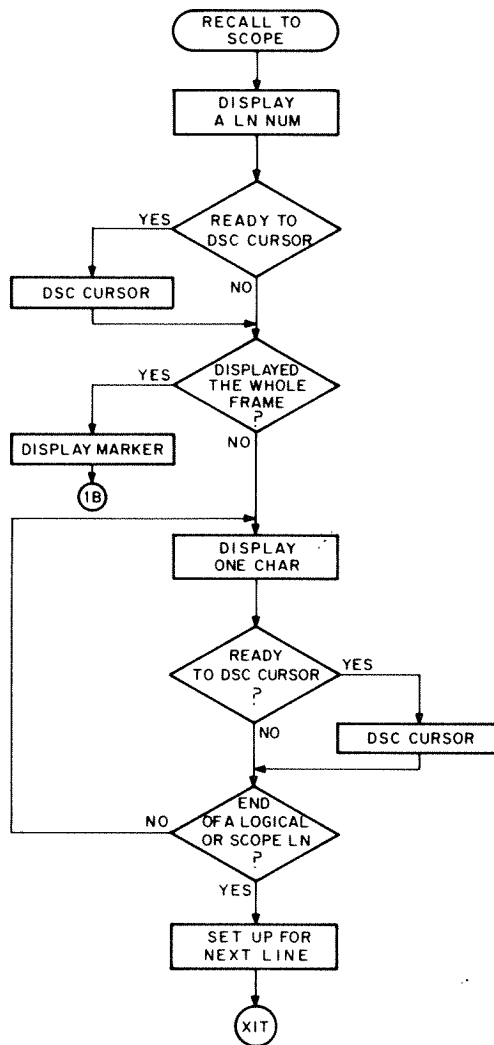 RECALL TO
SCOPE
DISPLAY
A LN NUM
READY TO
DSC CURSOR
YES
NO
DSC CURSOR
DISPLAYED
THE WHOLE
FRAME
?
YES
NO
DISPLAY MARKER
1B
DISPLAY
ONE CHAR
READY
TO DSC CURSOR
?
YES
NO
DSC CURSOR
END
OF A LOGICAL
OR SCOPE LN
?
NO
YES
SET UP FOR
NEXT LINE
XIT